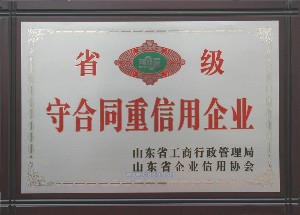 省级
守合同重信用企业
山东省工商行政管理局
山东省企业信用协会